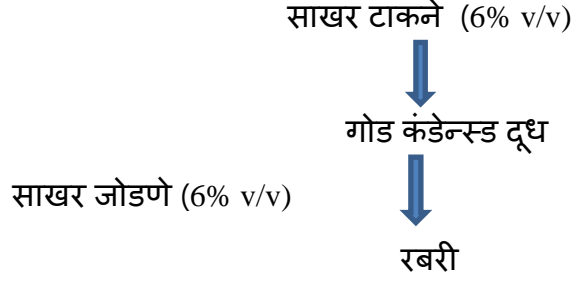 साखर टाकने (6% v/v)
गोड कंडेन्स्ड दूध
साखर जोडणे (6% v/v)
रबरी